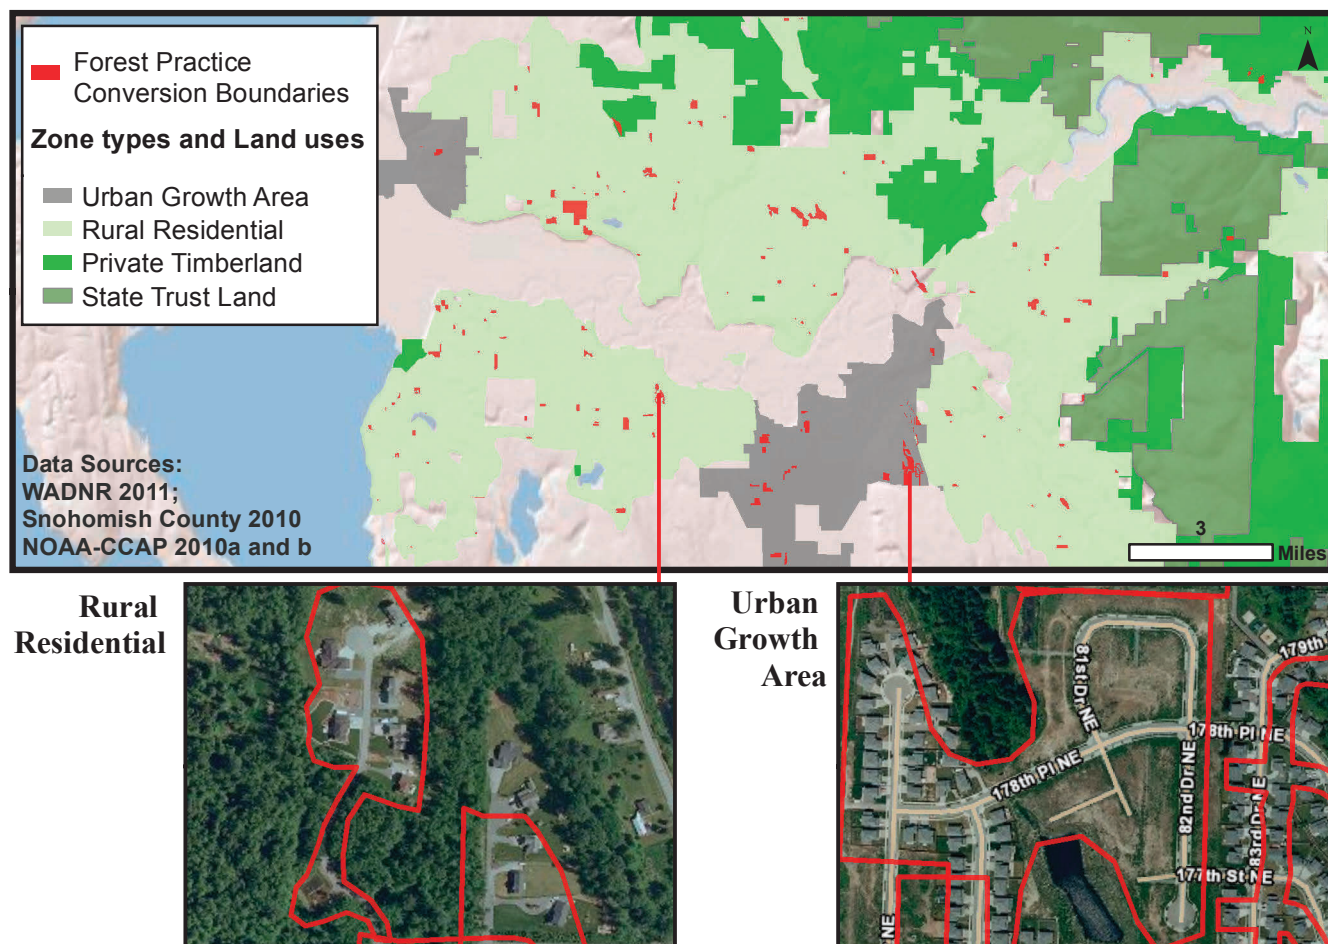 Forest Practice
Conversion Boundaries
Zone types and Land uses
Urban Growth Area
Rural Residential
Private Timberland
State Trust Land
Data Sources:
WADNR 2011;
Snohomish County 2010
NOAA-CCAP 2010a and b
N
3
Miles
Rural
Residential
Urban
Growth
Area
81st Dr NE
179th
178th Pl NE
178th Pl NE
82nd Dr NE
83rd Dr NE
177th St NE
NE